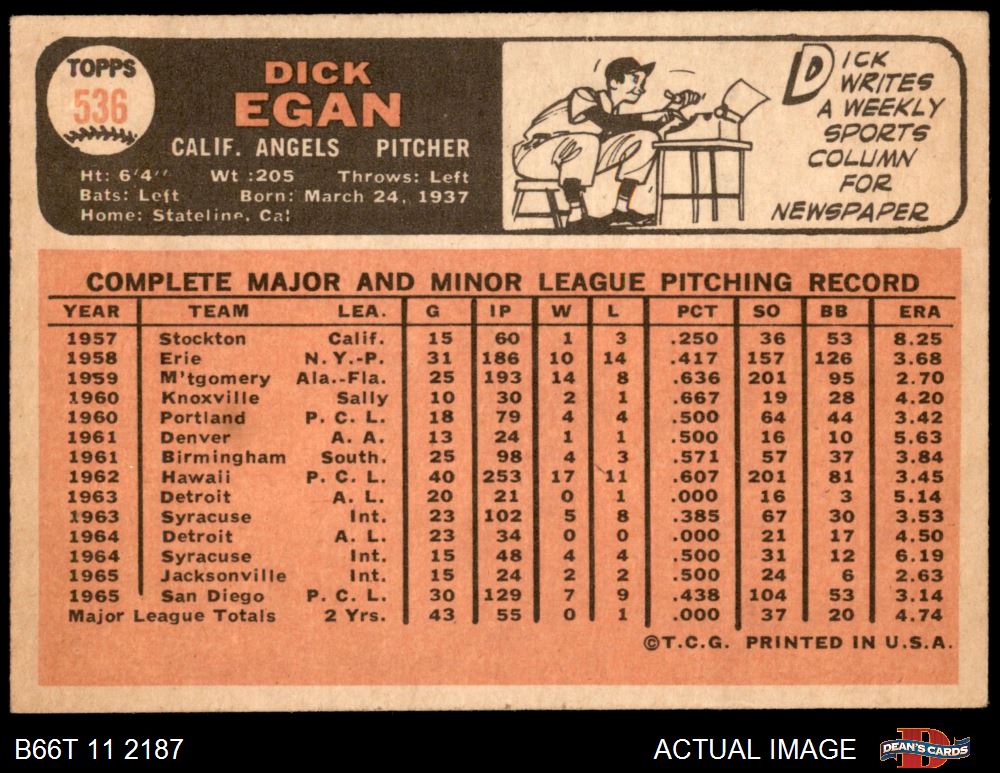 TOPPS
536
DICK
EGAN
CALIF. ANGELS PITCHER
Ht: 6'4" Wt :205 Throws: Left
Bats: Left Born: March 24, 1937
Home: Stateline, Cal
DICK
WRITES
A WEEKLY
SPORTS
COLUMN
FOR
NEWSPAPER
COMPLETE MAJOR AND MINOR LEAGUE PITCHING RECORD
YEAR TEAM LEA. G IP W L PCT SO BB ERA
1957 Stockton Calif. 15 60 1 3 .250 36 53 8.25
1958 Erie N. Y.-P. 31 186 10 14 .417 157 126 3.68
1959 M'tgomery Ala.-Fla. 25 193 14 8 .636 201 95 2.70
1960 Knoxville Sally 10 30 2 1 .667 19 28 4.20
1960 Portland P. C. L. 18 79 4 4 .500 64 44 3.42
1961 Denver A. A. 13 24 1 1 .500 16 10 5.63
1961 Birmingham South. 25 98 4 3 .571 57 37 3.84
1962 Hawaii P. C. L. 40 253 17 11 .607 201 81 3.45
1963 Detroit A. L. 20 21 0 1 .000 16 3 5.14
1963 Syracuse Int. 23 102 5 8 .385 67 30 3.53
1964 Detroit A. L. 23 34 0 0 .000 21 17 4.50
1964 Syracuse Int. 15 48 4 4 .500 31 12 6.19
1965 Jacksonville Int. 15 24 2 2 .500 24 6 2.63
1965 San Diego P. C. L. 30 129 7 9 .438 104 53 3.14
Major League Totals 2 Yrs. 43 55 0 1 .000 37 20 4.74
©T.C.G. PRINTED IN U.S.A.
B66T 11 2187 ACTUAL IMAGE DEAN'S CARDS